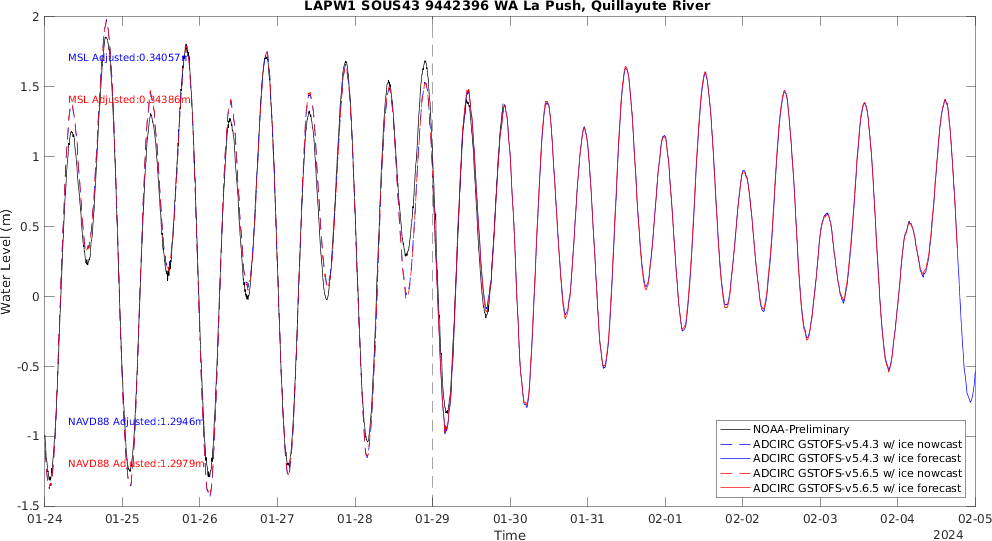 LAPW1 SOUS43 9442396 WA La Push, Quillayute River
2
1.5
1
0.5
0
-0.5
-1
-1.5
Water Level (m)
MSL Adjusted:0.34057m
MSL Adjusted:0.34386m
NAVD88 Adjusted:1.2946m
NAVD88 Adjusted:1.2979m
NOAA-Preliminary
ADCIRC GSTOFS-v5.4.3 w/ ice nowcast
ADCIRC GSTOFS-v5.4.3 w/ ice forecast
ADCIRC GSTOFS-v5.6.5 w/ ice nowcast
ADCIRC GSTOFS-v5.6.5 w/ ice forecast
01-24 01-25 01-26 01-27 01-28 01-29 01-30 01-31 02-01 02-02 02-03 02-04 02-05
Time
2024